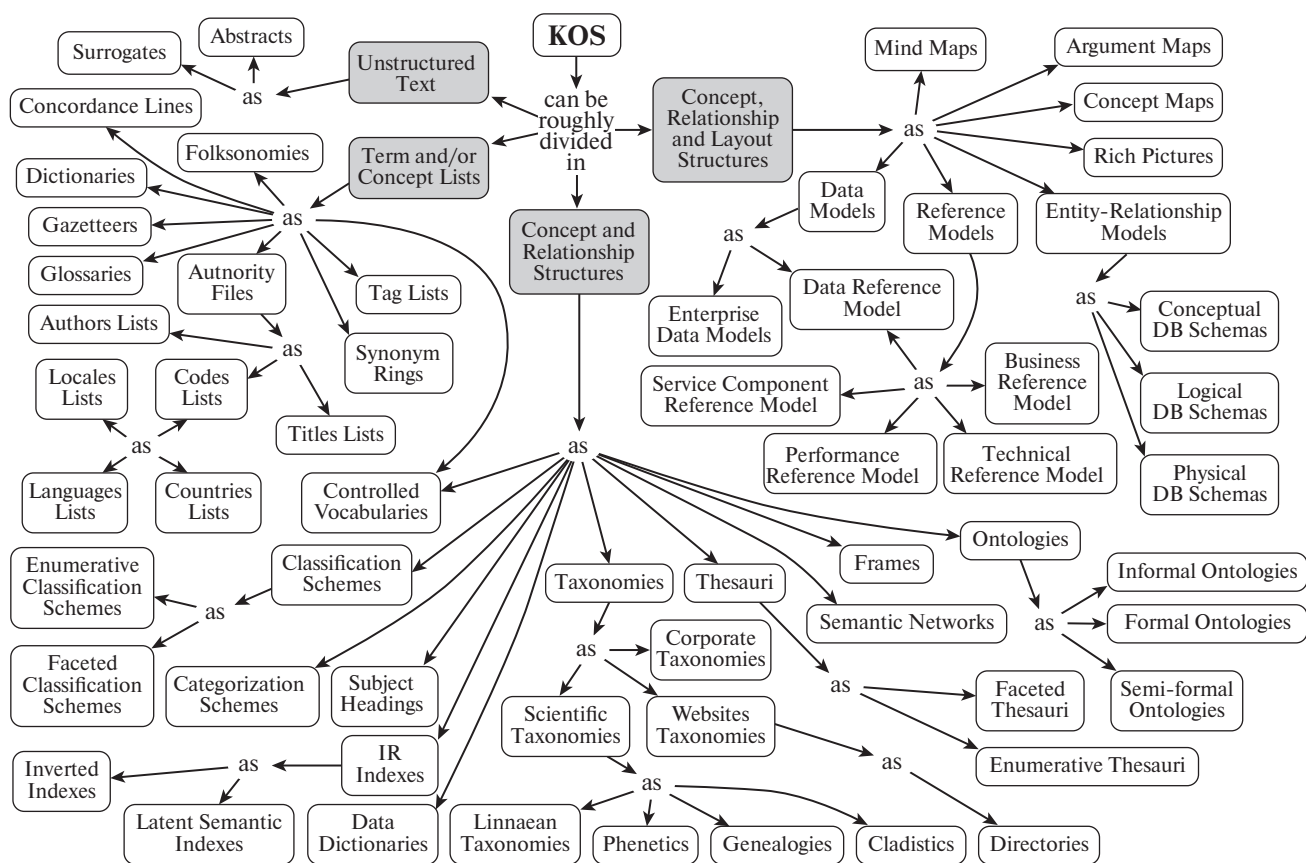 KOS
can be
roughly
divided
in
Unstructured
Text
as
Surrogates
Abstracts
Term and/or
Concept Lists
as
Concordance Lines
Folksonomies
Dictionaries
Gazetteers
Glossaries
Autnority
Files
Tag Lists
Synonym
Rings
as
Authors Lists
Codes
Lists
Titles Lists
Locales
Lists
as
Languages
Lists
Countries
Lists
Concept,
Relationship
and Layout
Structures
as
Mind Maps
Argument Maps
Concept Maps
Rich Pictures
Data
Models
Reference
Models
Entity-Relationship
Models
as
Enterprise
Data Models
Data Reference
Model
as
Service Component
Reference Model
Business
Reference
Model
Performance
Reference Model
Technical
Reference Model
as
Conceptual
DB Schemas
Logical
DB Schemas
Physical
DB Schemas
Concept and
Relationship
Structures
as
Controlled
Vocabularies
Classification
Schemes
as
Enumerative
Classification
Schemes
Faceted
Classification
Schemes
Categorization
Schemes
Subject
Headings
IR
Indexes
as
Inverted
Indexes
Latent Semantic
Indexes
Data
Dictionaries
Taxonomies
as
Corporate
Taxonomies
Scientific
Taxonomies
Websites
Taxonomies
as
Linnaean
Taxonomies
Phenetics
Genealogies
Cladistics
as
Directories
Thesauri
as
Faceted
Thesauri
Enumerative Thesauri
Semantic Networks
Frames
Ontologies
as
Informal Ontologies
Formal Ontologies
Semi-formal
Ontologies